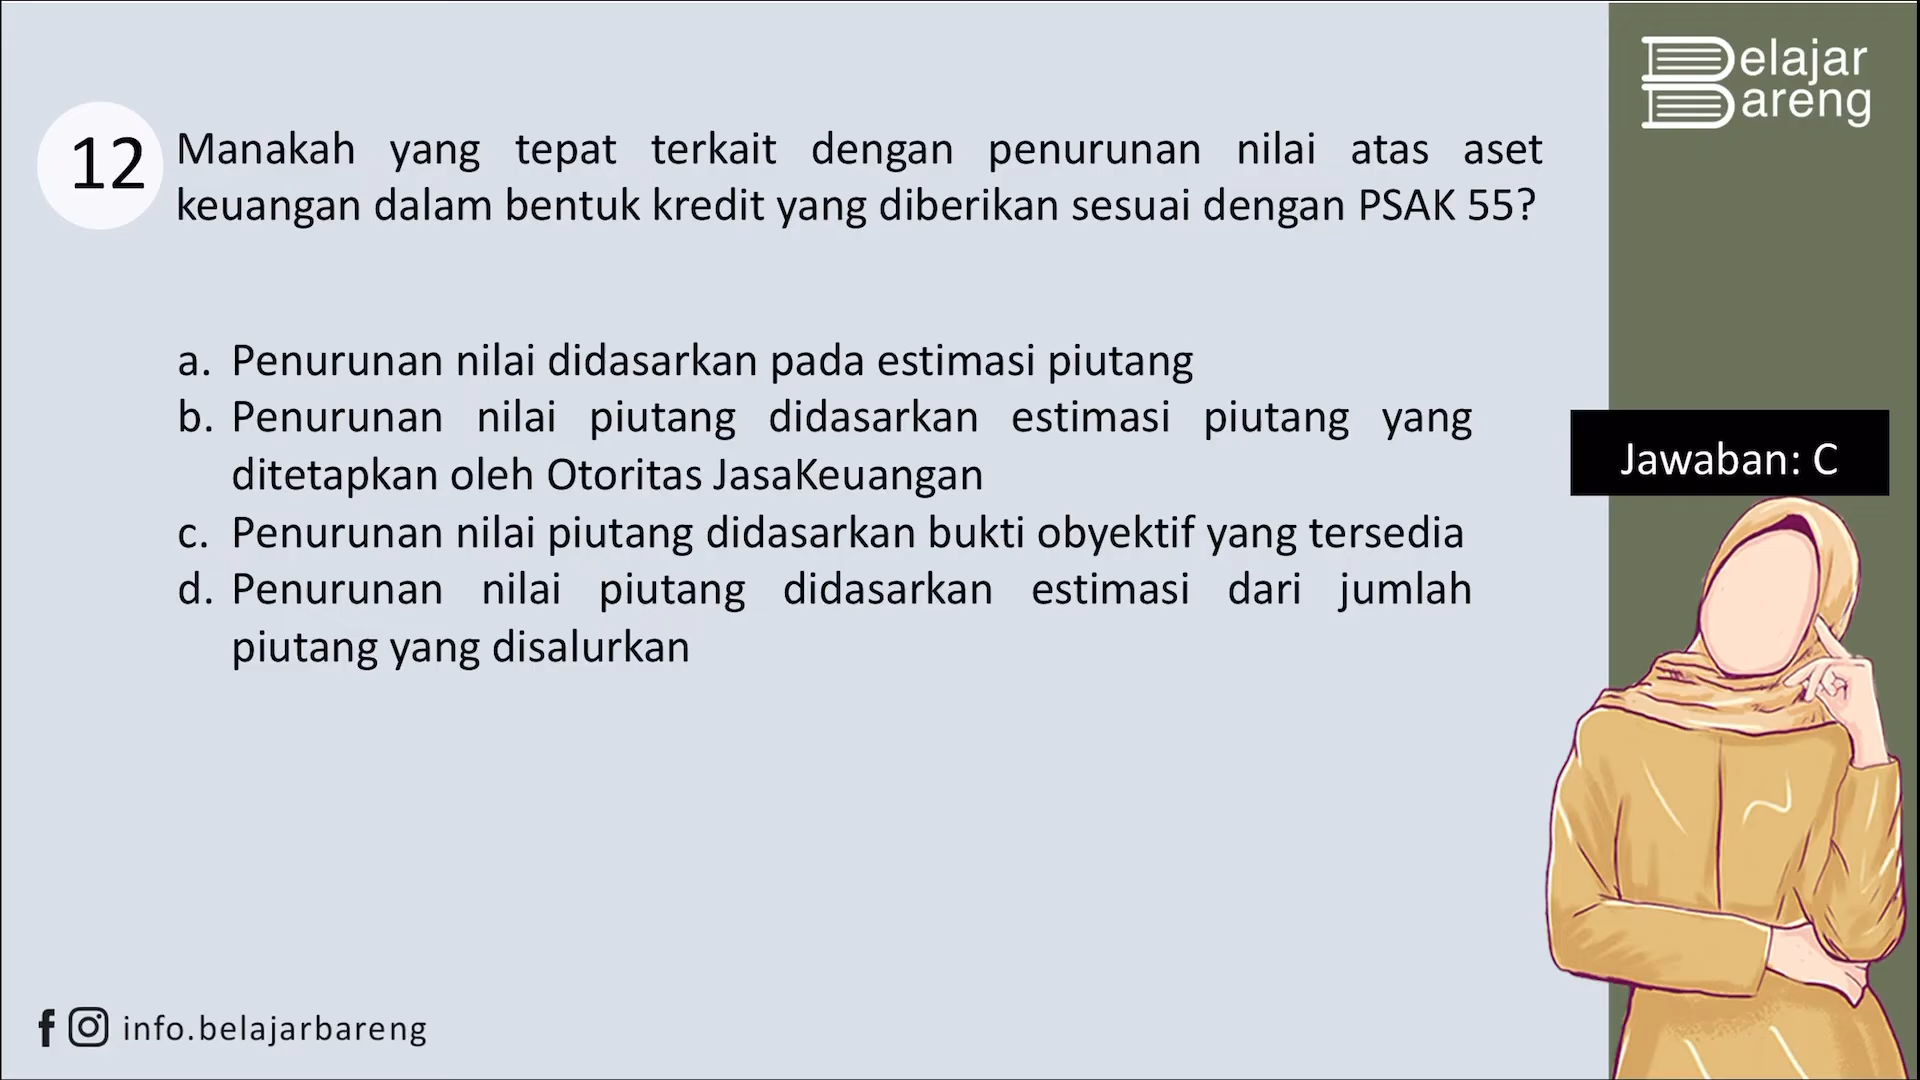 Belajar
Bareng
12
Manakah yang tepat terkait dengan penurunan nilai atas aset
keuangan dalam bentuk kredit yang diberikan sesuai dengan PSAK 55?
a. Penurunan nilai didasarkan pada estimasi piutang
b. Penurunan nilai piutang didasarkan estimasi piutang yang
ditetapkan oleh Otoritas JasaKeuangan
c. Penurunan nilai piutang didasarkan bukti obyektif yang tersedia
d. Penurunan nilai piutang didasarkan estimasi dari jumlah
piutang yang disalurkan
Jawaban: C
info.belajarbareng